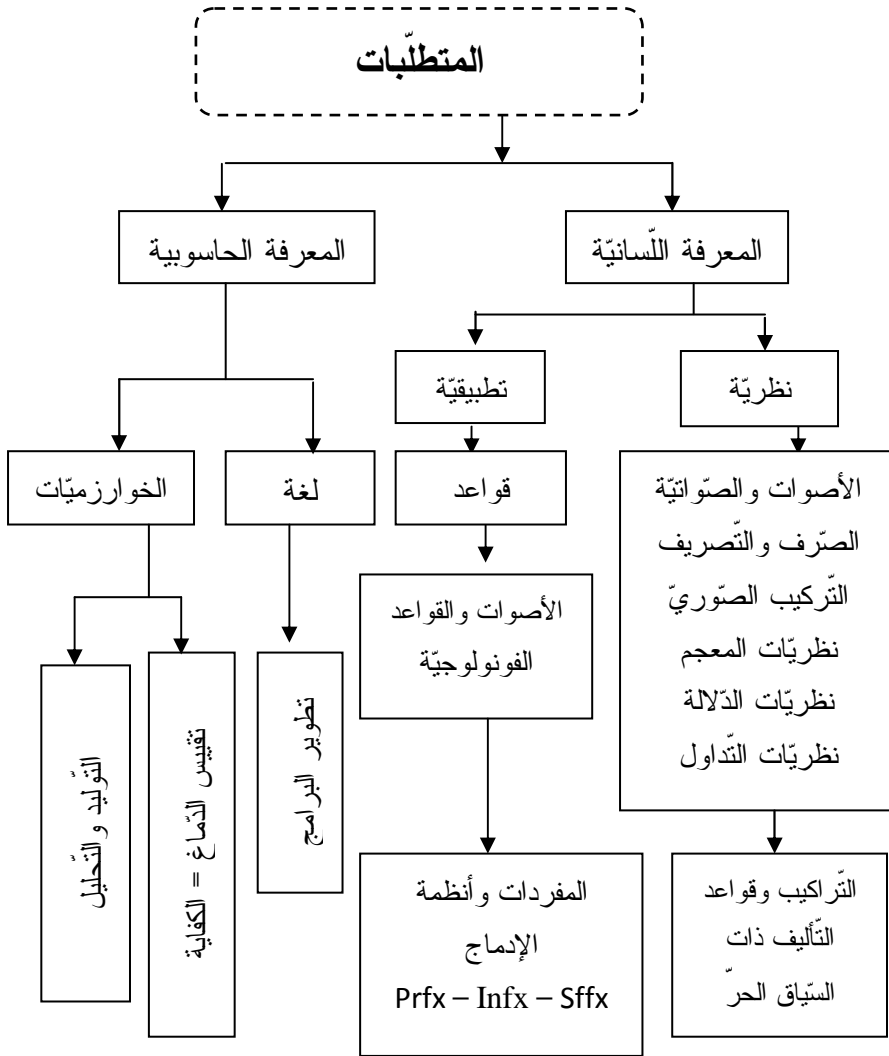 المتطلّبات
المعرفة اللّسانيّة
المعرفة الحاسوبية
نظريّة
تطبيقيّة
الأصوات والصّواتيّة
الصّرف والتّصريف
التّركيب الصّوريّ
نظريّات المعجم
نظريّات الدّلالة
نظريّات التّداول
قواعد
لغة
الخوارزميّات
الأصوات والقواعد
الفونولوجيّة
تطوير البرامج
تقييس الدّماغ = الكفاية
التّوليد والتّحليل
التّراكيب وقواعد
التّأليف ذات
السّياق الحرّ
المفردات وأنظمة
الإدماج
Prfx – Infx – Sffx